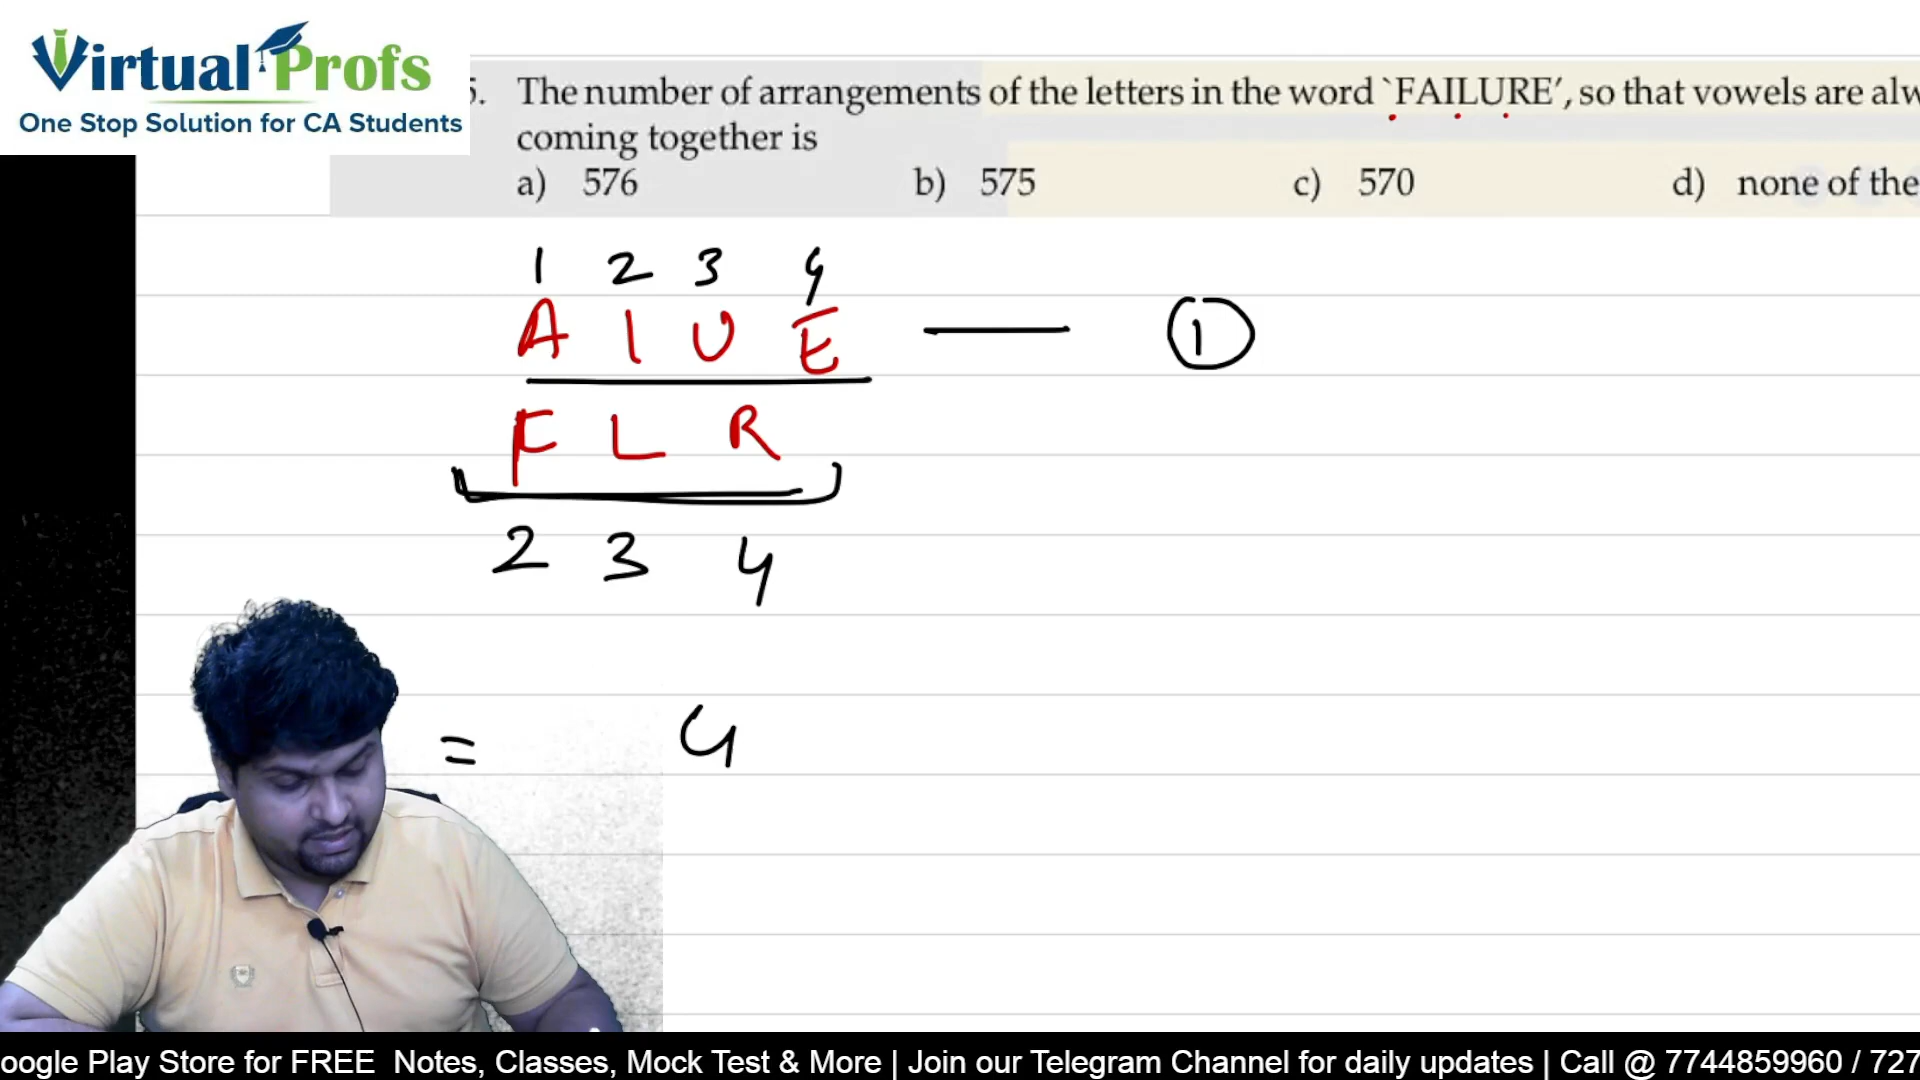 Virtual Profs
One Stop Solution for CA Students
5. The number of arrangements of the letters in the word `FAILURE', so that vowels are alw
coming together is
a) 576 b) 575 c) 570 d) none of the
1 2 3 4
A I U E — 1
F L R
2 3 4
= 4
oogle Play Store for FREE Notes, Classes, Mock Test & More | Join our Telegram Channel for daily updates | Call @ 7744859960 / 727